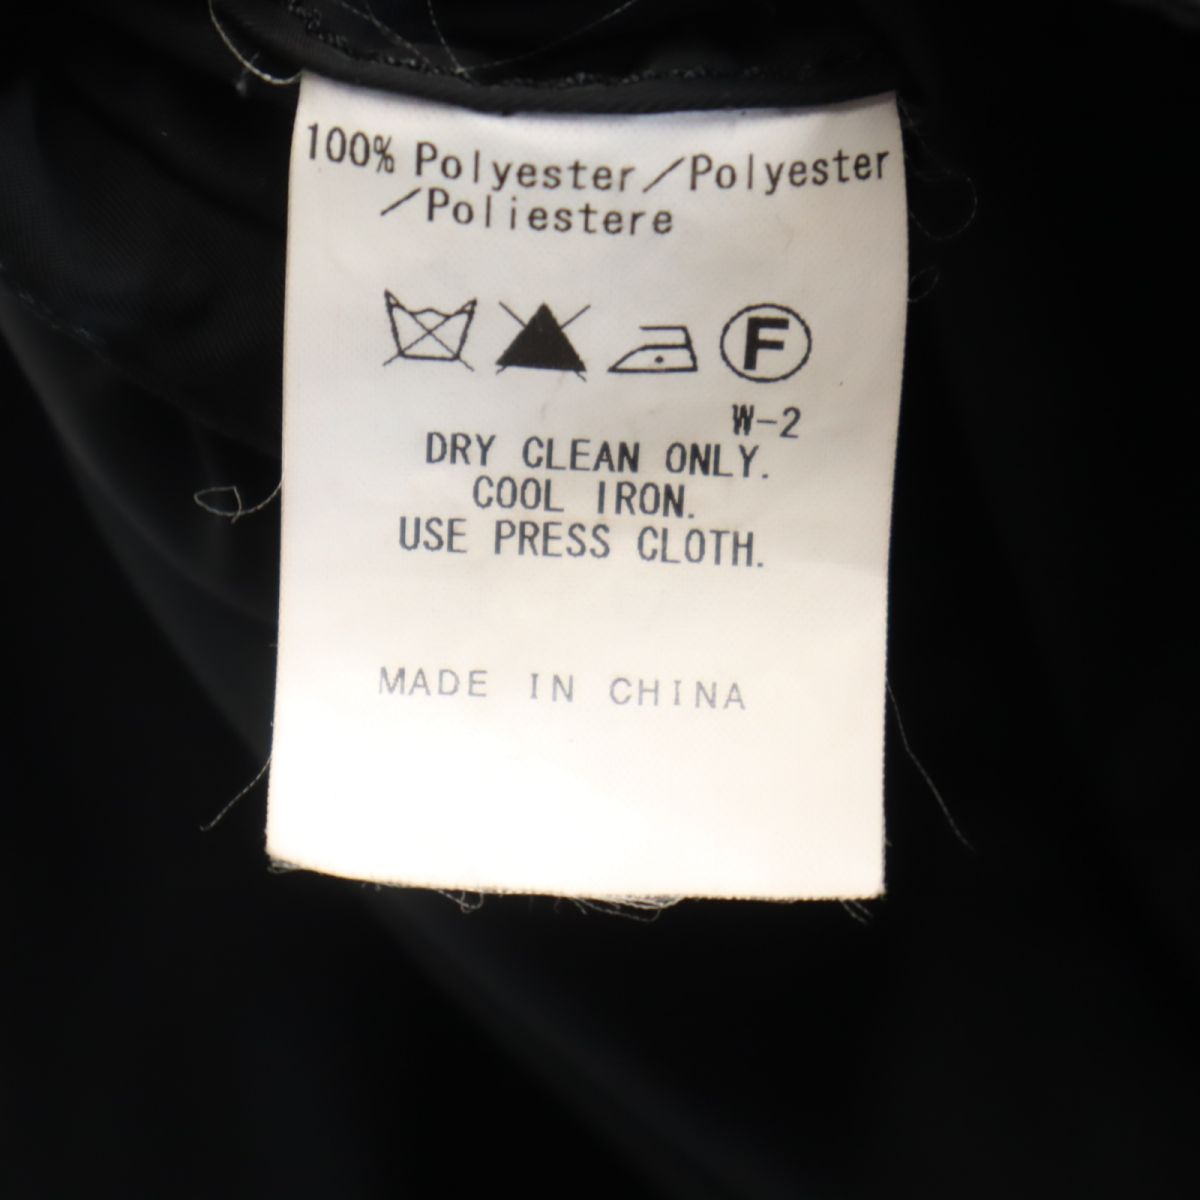 100% Polyester/Polyester
/Poliestere
F
W-2
DRY CLEAN ONLY.
COOL IRON.
USE PRESS CLOTH.
MADE IN CHINA